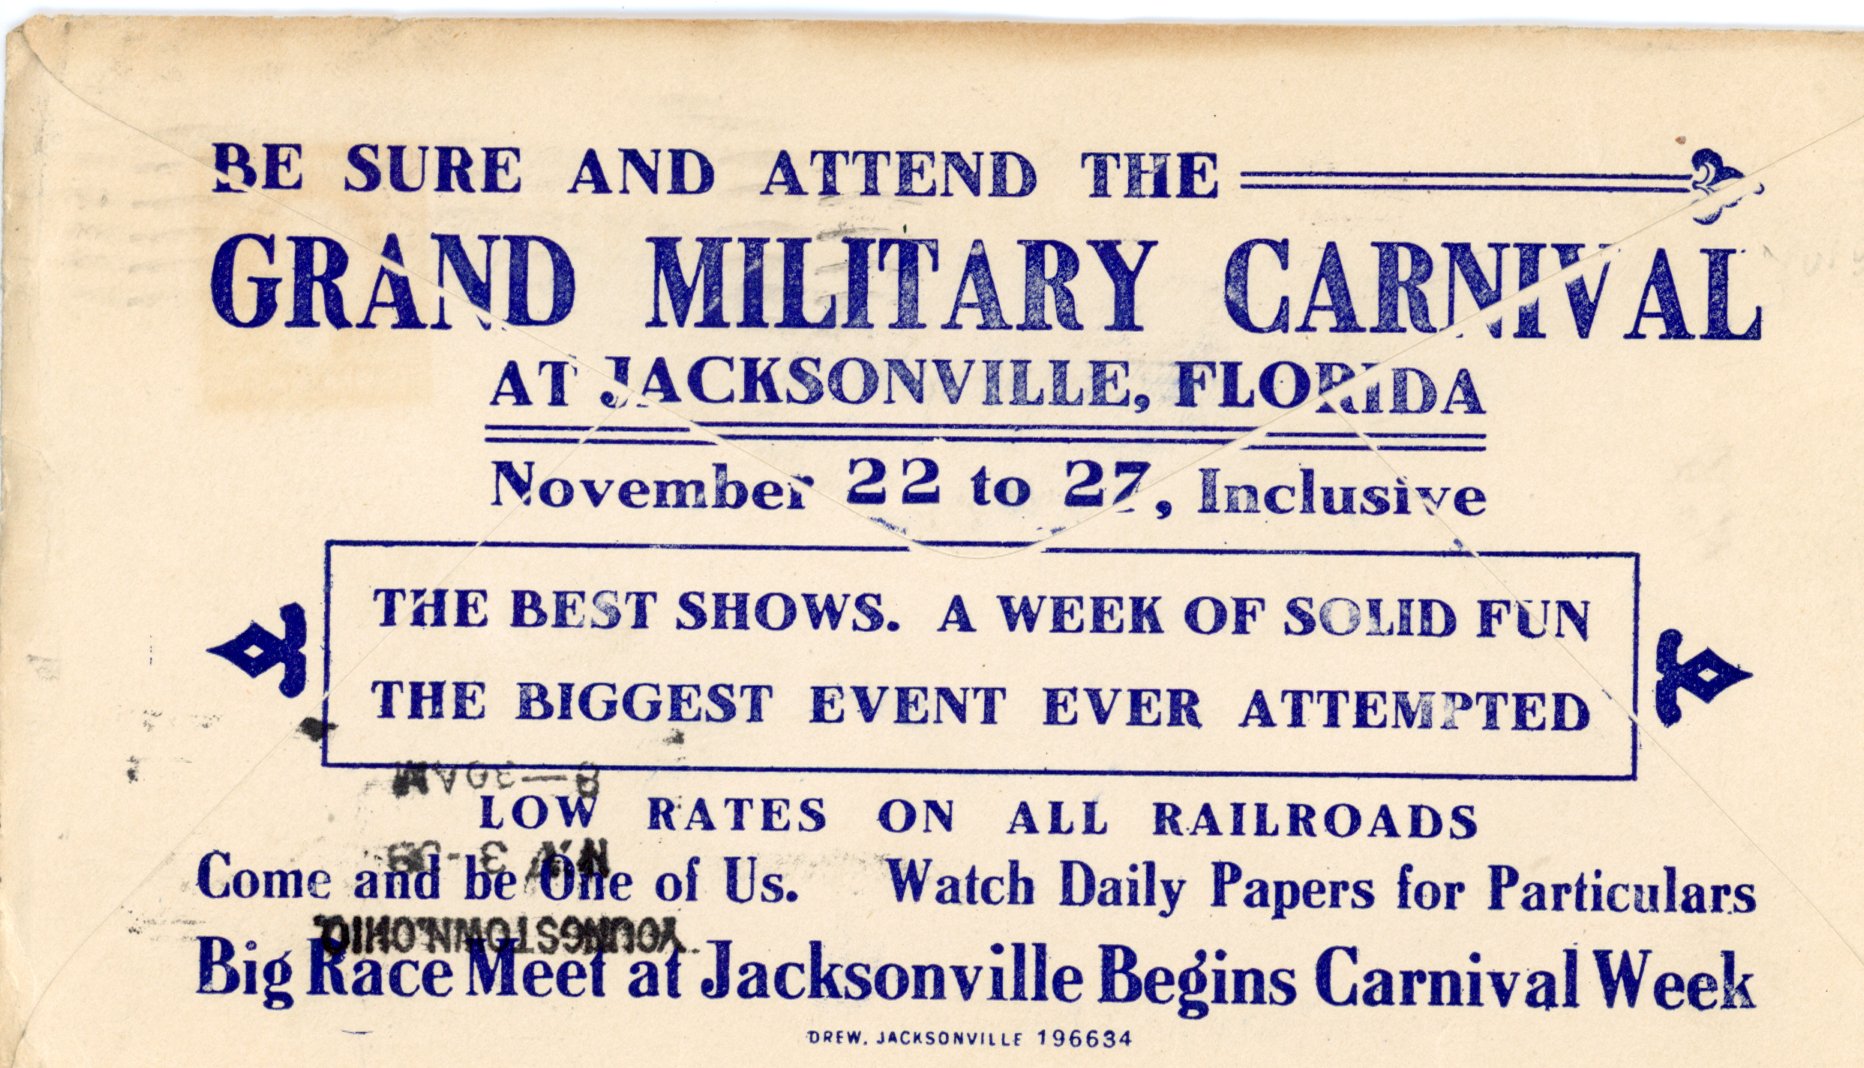 BE SURE AND ATTEND THE
GRAND MILITARY CARNIVAL
AT JACKSONVILLE, FLORIDA
November 22 to 27, Inclusive
THE BEST SHOWS. A WEEK OF SOLID FUN
THE BIGGEST EVENT EVER ATTEMPTED
8—30AM
LOW RATES ON ALL RAILROADS
Come and be One of Us. Watch Daily Papers for Particulars
YOUNGSTOWN.OHIO.
Big Race Meet at Jacksonville Begins Carnival Week
DREW. JACKSONVILLE 196634